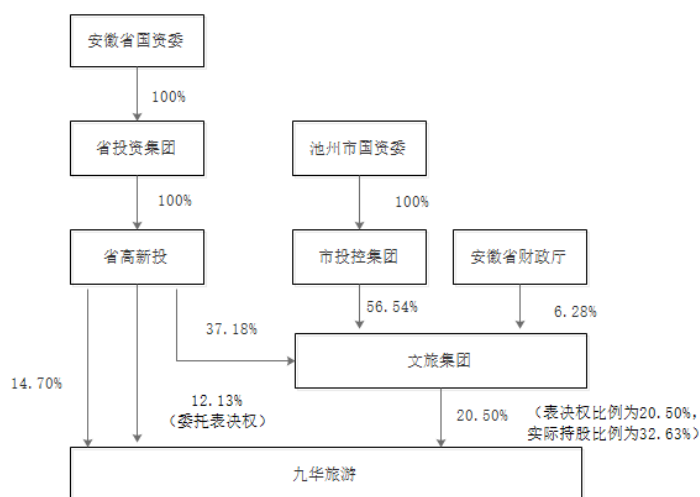 安徽省国资委
100%
省投资集团
池州市国资委
100%
100%
省高新投
市投控集团
安徽省财政厅
56.54%
6.28%
37.18%
文旅集团
14.70%
12.13%
(委托表决权)
20.50%
(表决权比例为20.50%,
实际持股比例为32.63%)
九华旅游